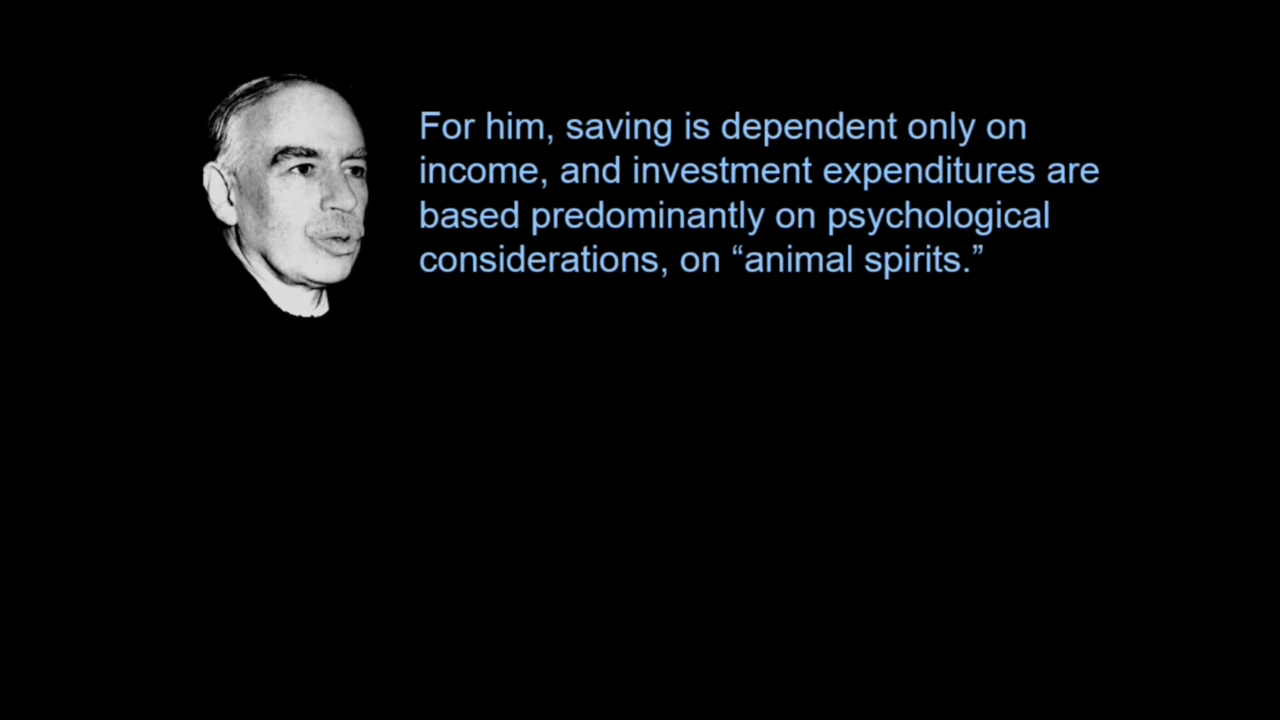 For him, saving is dependent only on
income, and investment expenditures are
based predominantly on psychological
considerations, on “animal spirits.”